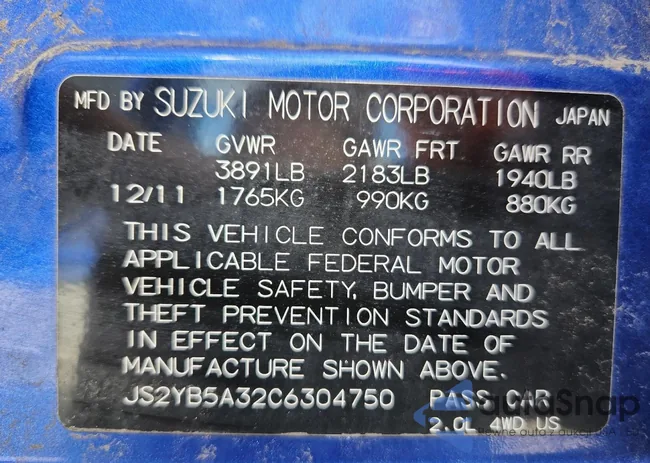 MFD BY SUZUKI MOTOR CORPORATION JAPAN
DATE GVWR GAWR FRT GAWR RR
3891LB 2183LB 1940LB
12/11 1765KG 990KG 880KG
THIS VEHICLE CONFORMS TO ALL
APPLICABLE FEDERAL MOTOR
VEHICLE SAFETY, BUMPER AND
THEFT PREVENTION STANDARDS
IN EFFECT ON THE DATE OF
MANUFACTURE SHOWN ABOVE.
JS2YB5A32C6304750 PASS CAR
2.0L 4WD US
autoSnap